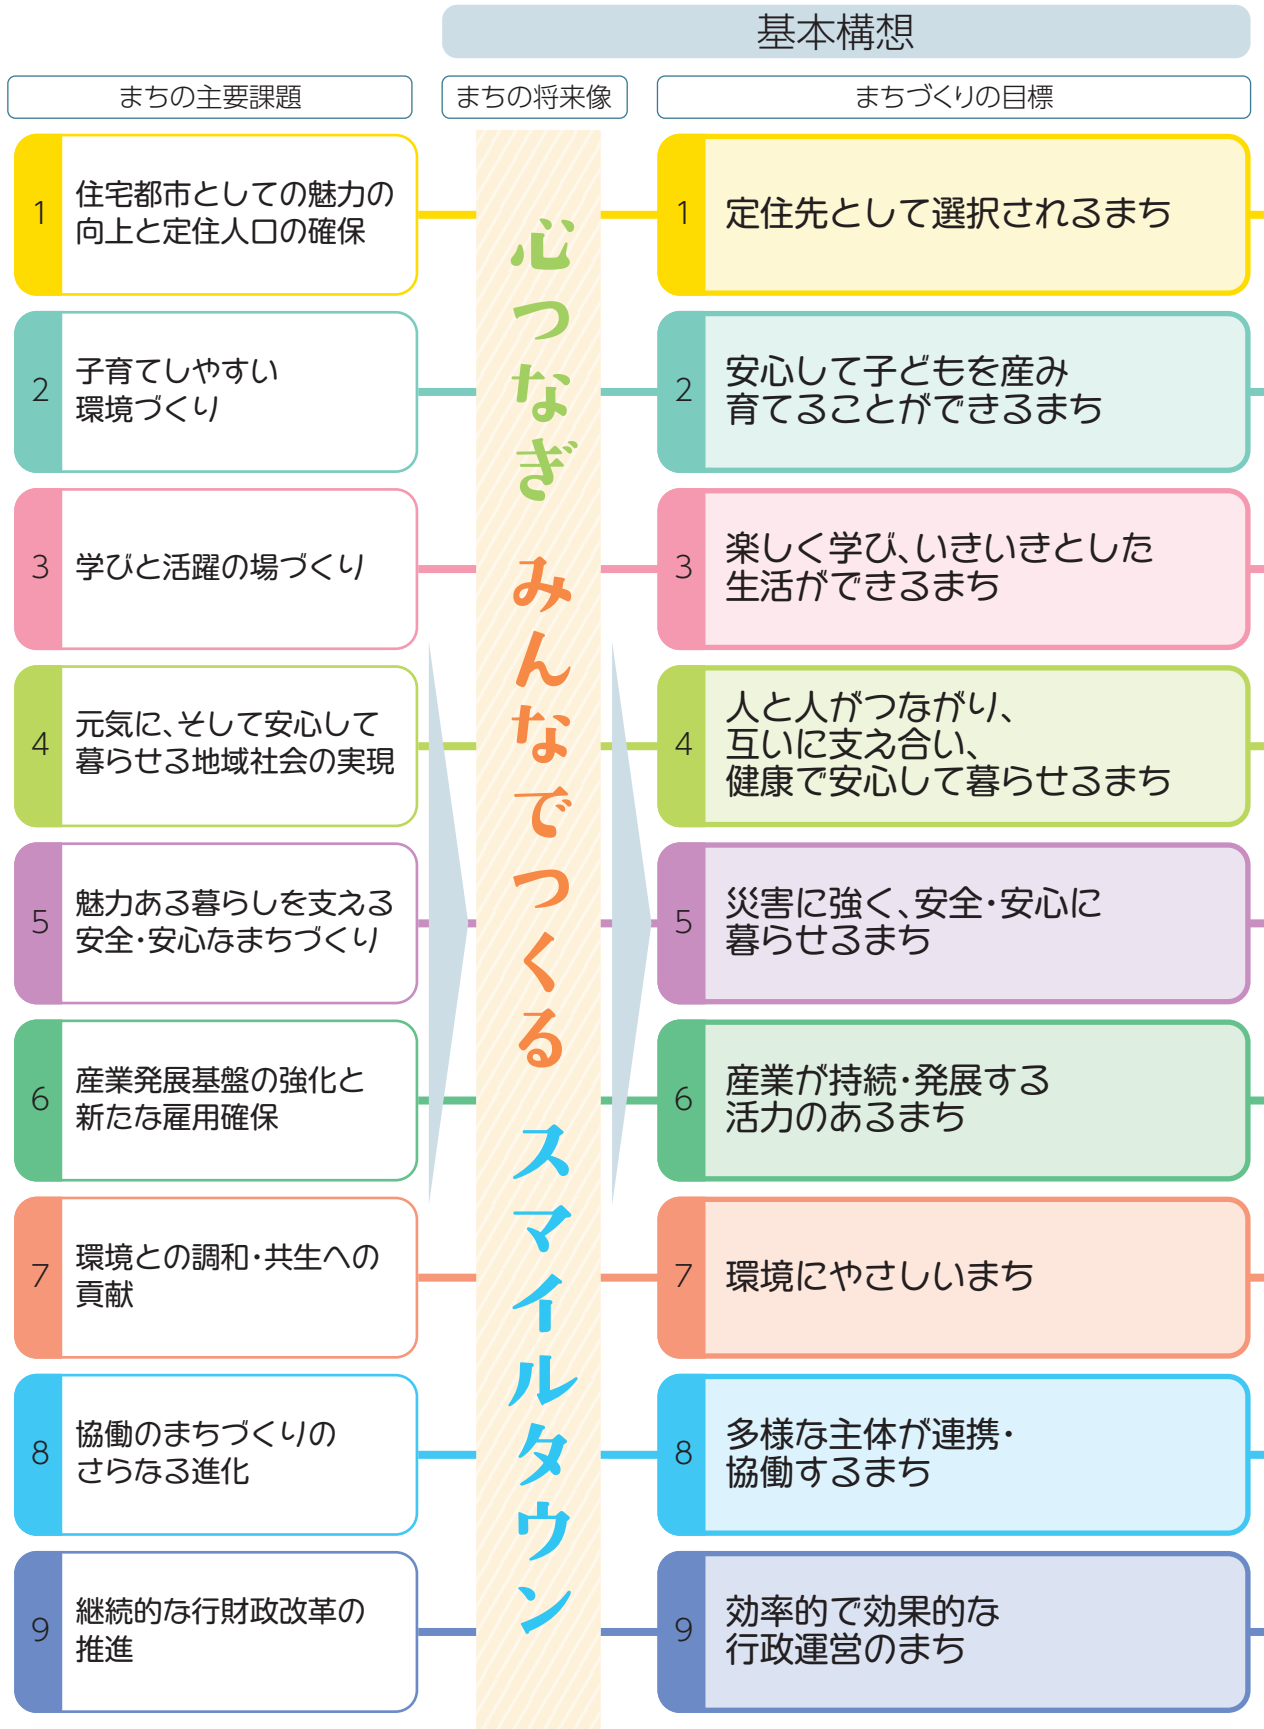 基本構想
まちの主要課題
まちの将来像
まちづくりの目標
1
住宅都市としての魅力の
向上と定住人口の確保
2
子育てしやすい
環境づくり
3
学びと活躍の場づくり
4
元気に、そして安心して
暮らせる地域社会の実現
5
魅力ある暮らしを支える
安全・安心なまちづくり
6
産業発展基盤の強化と
新たな雇用確保
7
環境との調和・共生への
貢献
8
協働のまちづくりの
さらなる進化
9
継続的な行財政改革の
推進
心つなぎ みんなでつくる スマイルタウン
1
定住先として選択されるまち
2
安心して子どもを産み
育てることができるまち
3
楽しく学び、いきいきとした
生活ができるまち
4
人と人がつながり、
互いに支え合い、
健康で安心して暮らせるまち
5
災害に強く、安全・安心に
暮らせるまち
6
産業が持続・発展する
活力のあるまち
7
環境にやさしいまち
8
多様な主体が連携・
協働するまち
9
効率的で効果的な
行政運営のまち